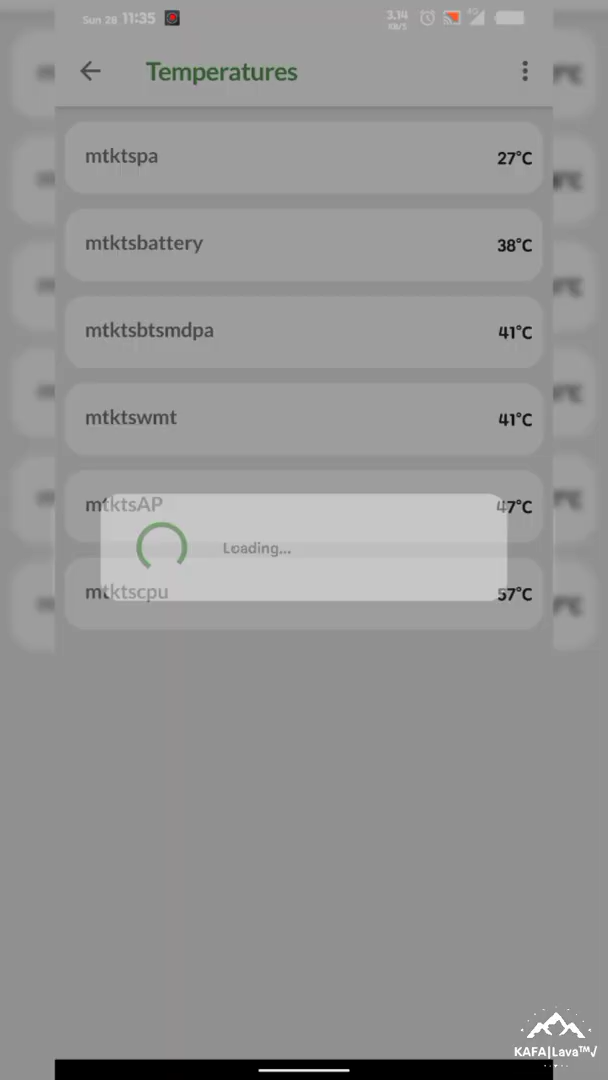 Sun 28 11:35 3.14 KB/S 4G
Temperatures
mtktspa 27°C
mtktsbattery 38°C
mtktsbtsmdpa 41°C
mtktswmt 41°C
mtktsAP 47°C
Loading...
mtktscpu 57°C
KAFA|Lava™√